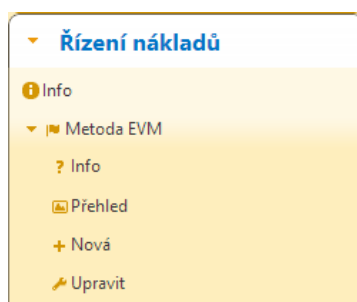 Řízení nákladů
Info
Metoda EVM
? Info
Přehled
+ Nová
Upravit